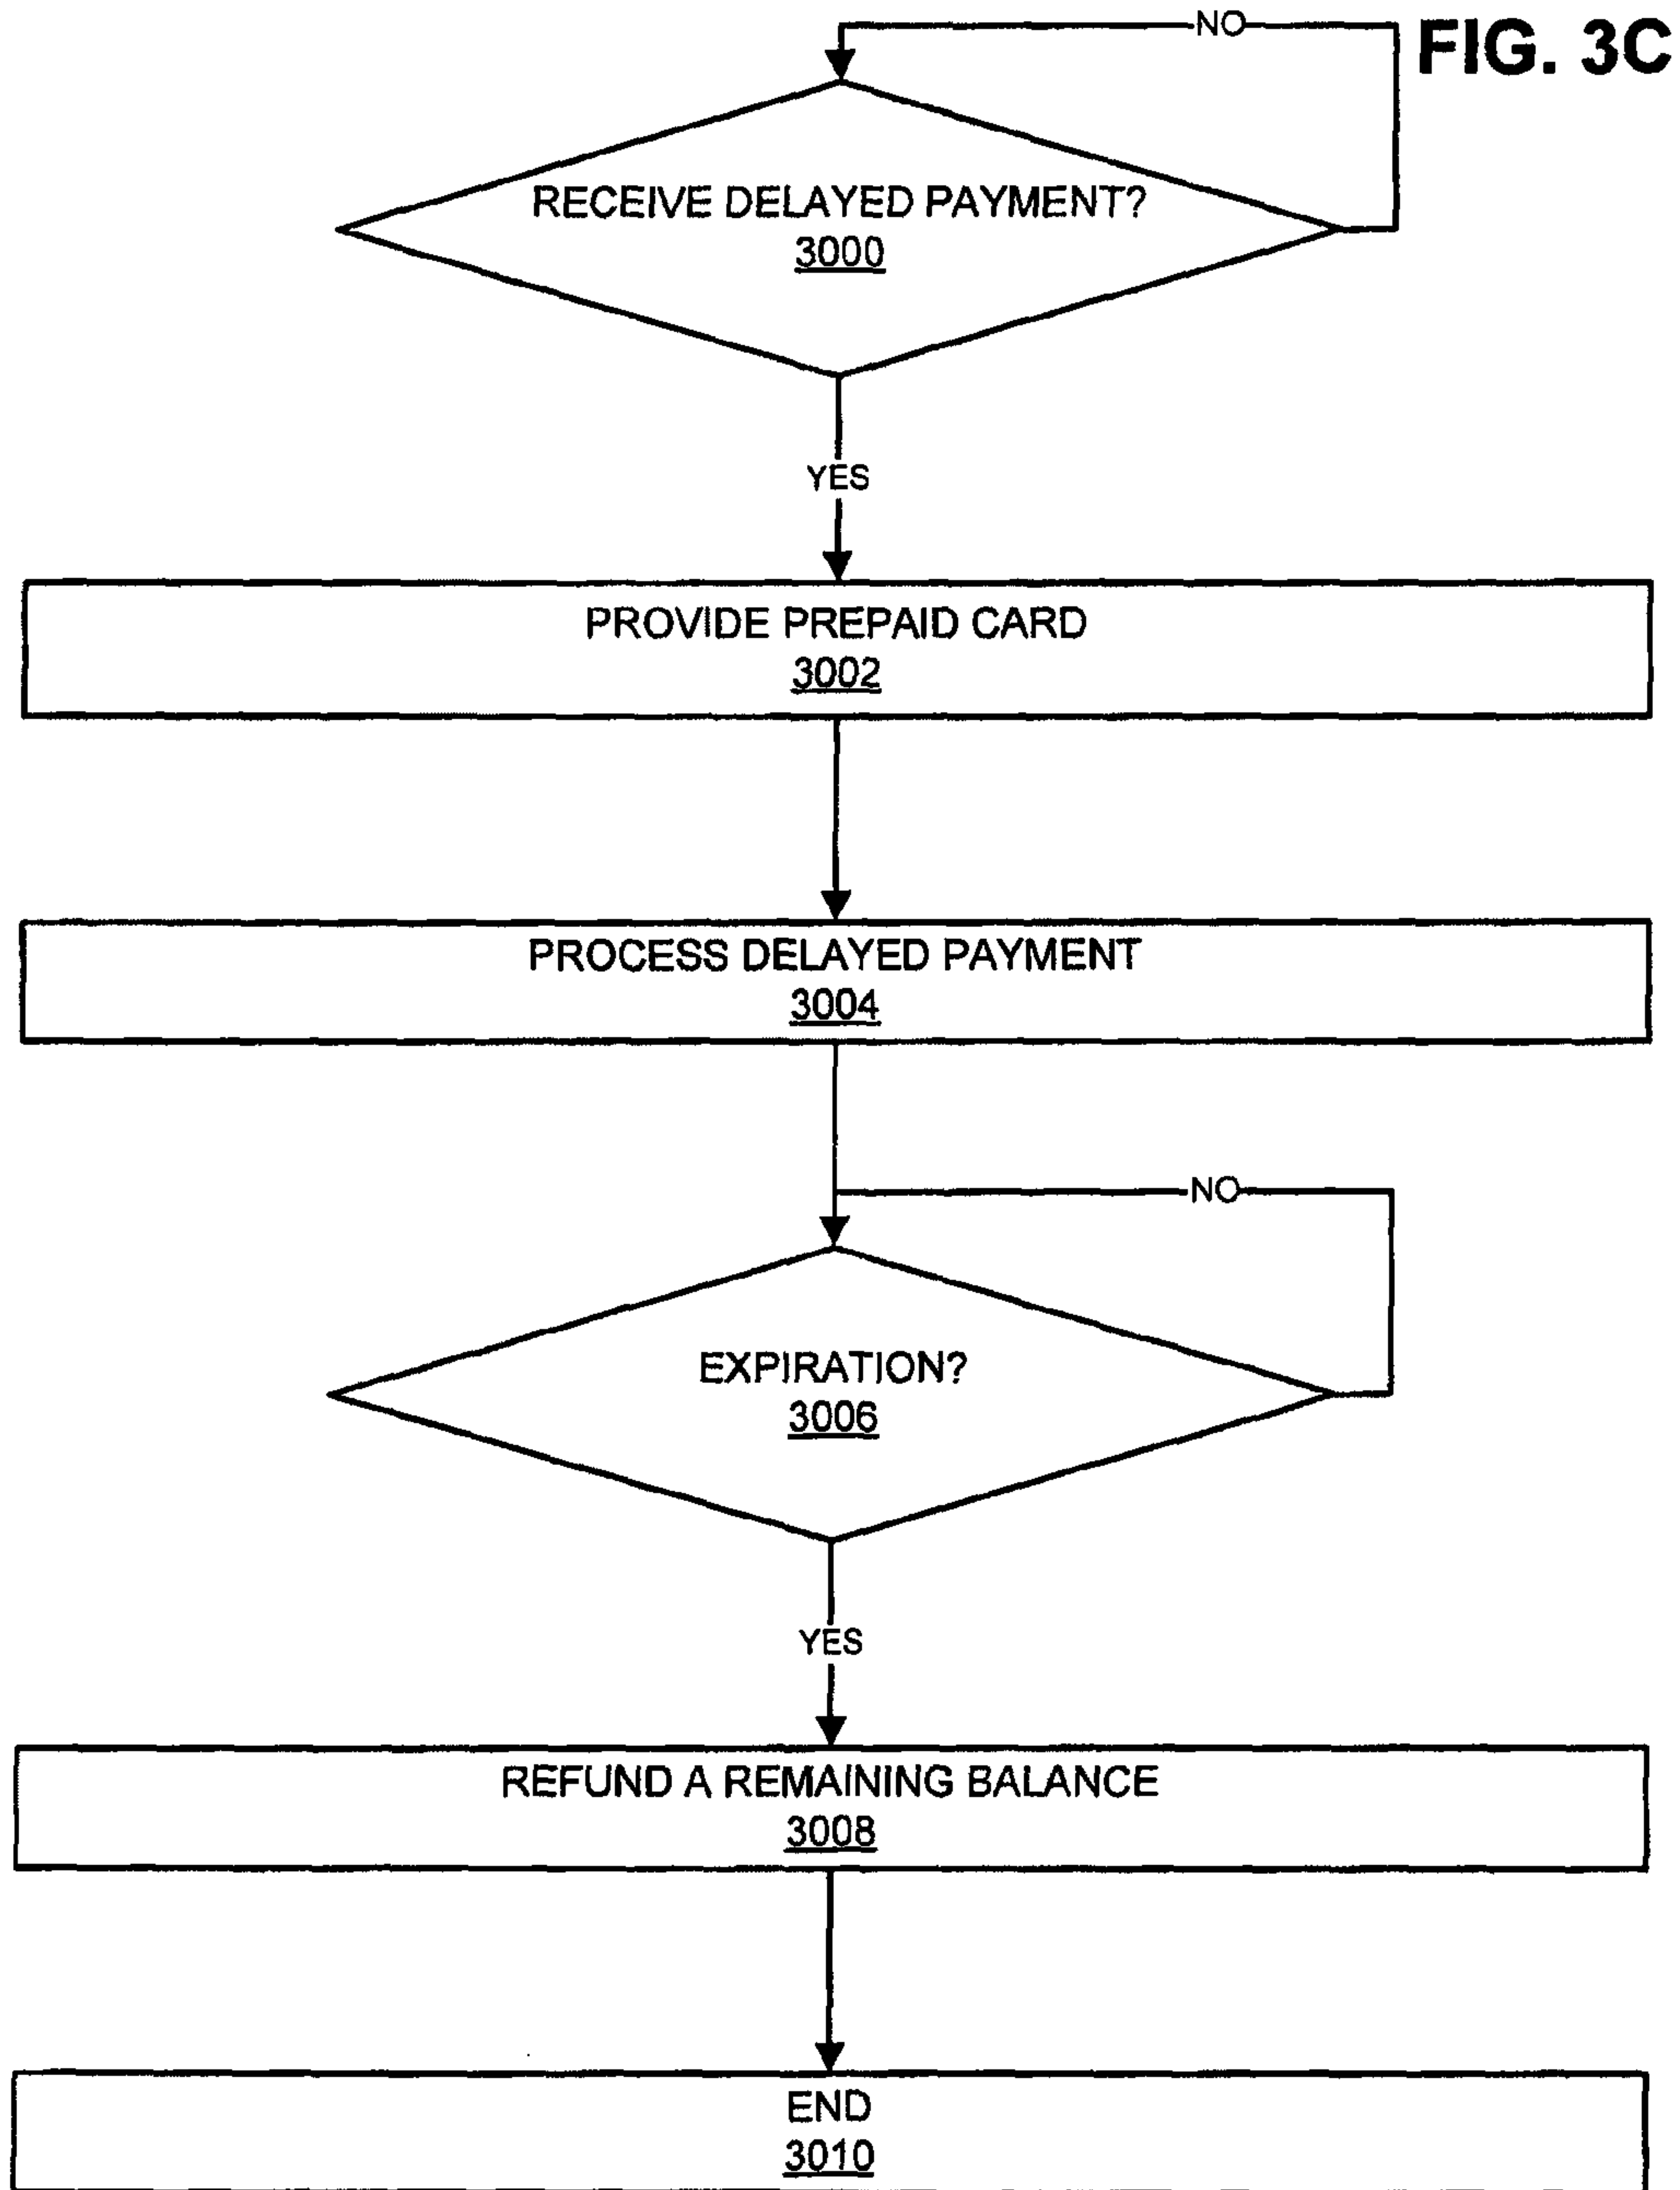 NO
FIG. 3C
RECEIVE DELAYED PAYMENT?
3000
YES
PROVIDE PREPAID CARD
3002
PROCESS DELAYED PAYMENT
3004
NO
EXPIRATION?
3006
YES
REFUND A REMAINING BALANCE
3008
END
3010